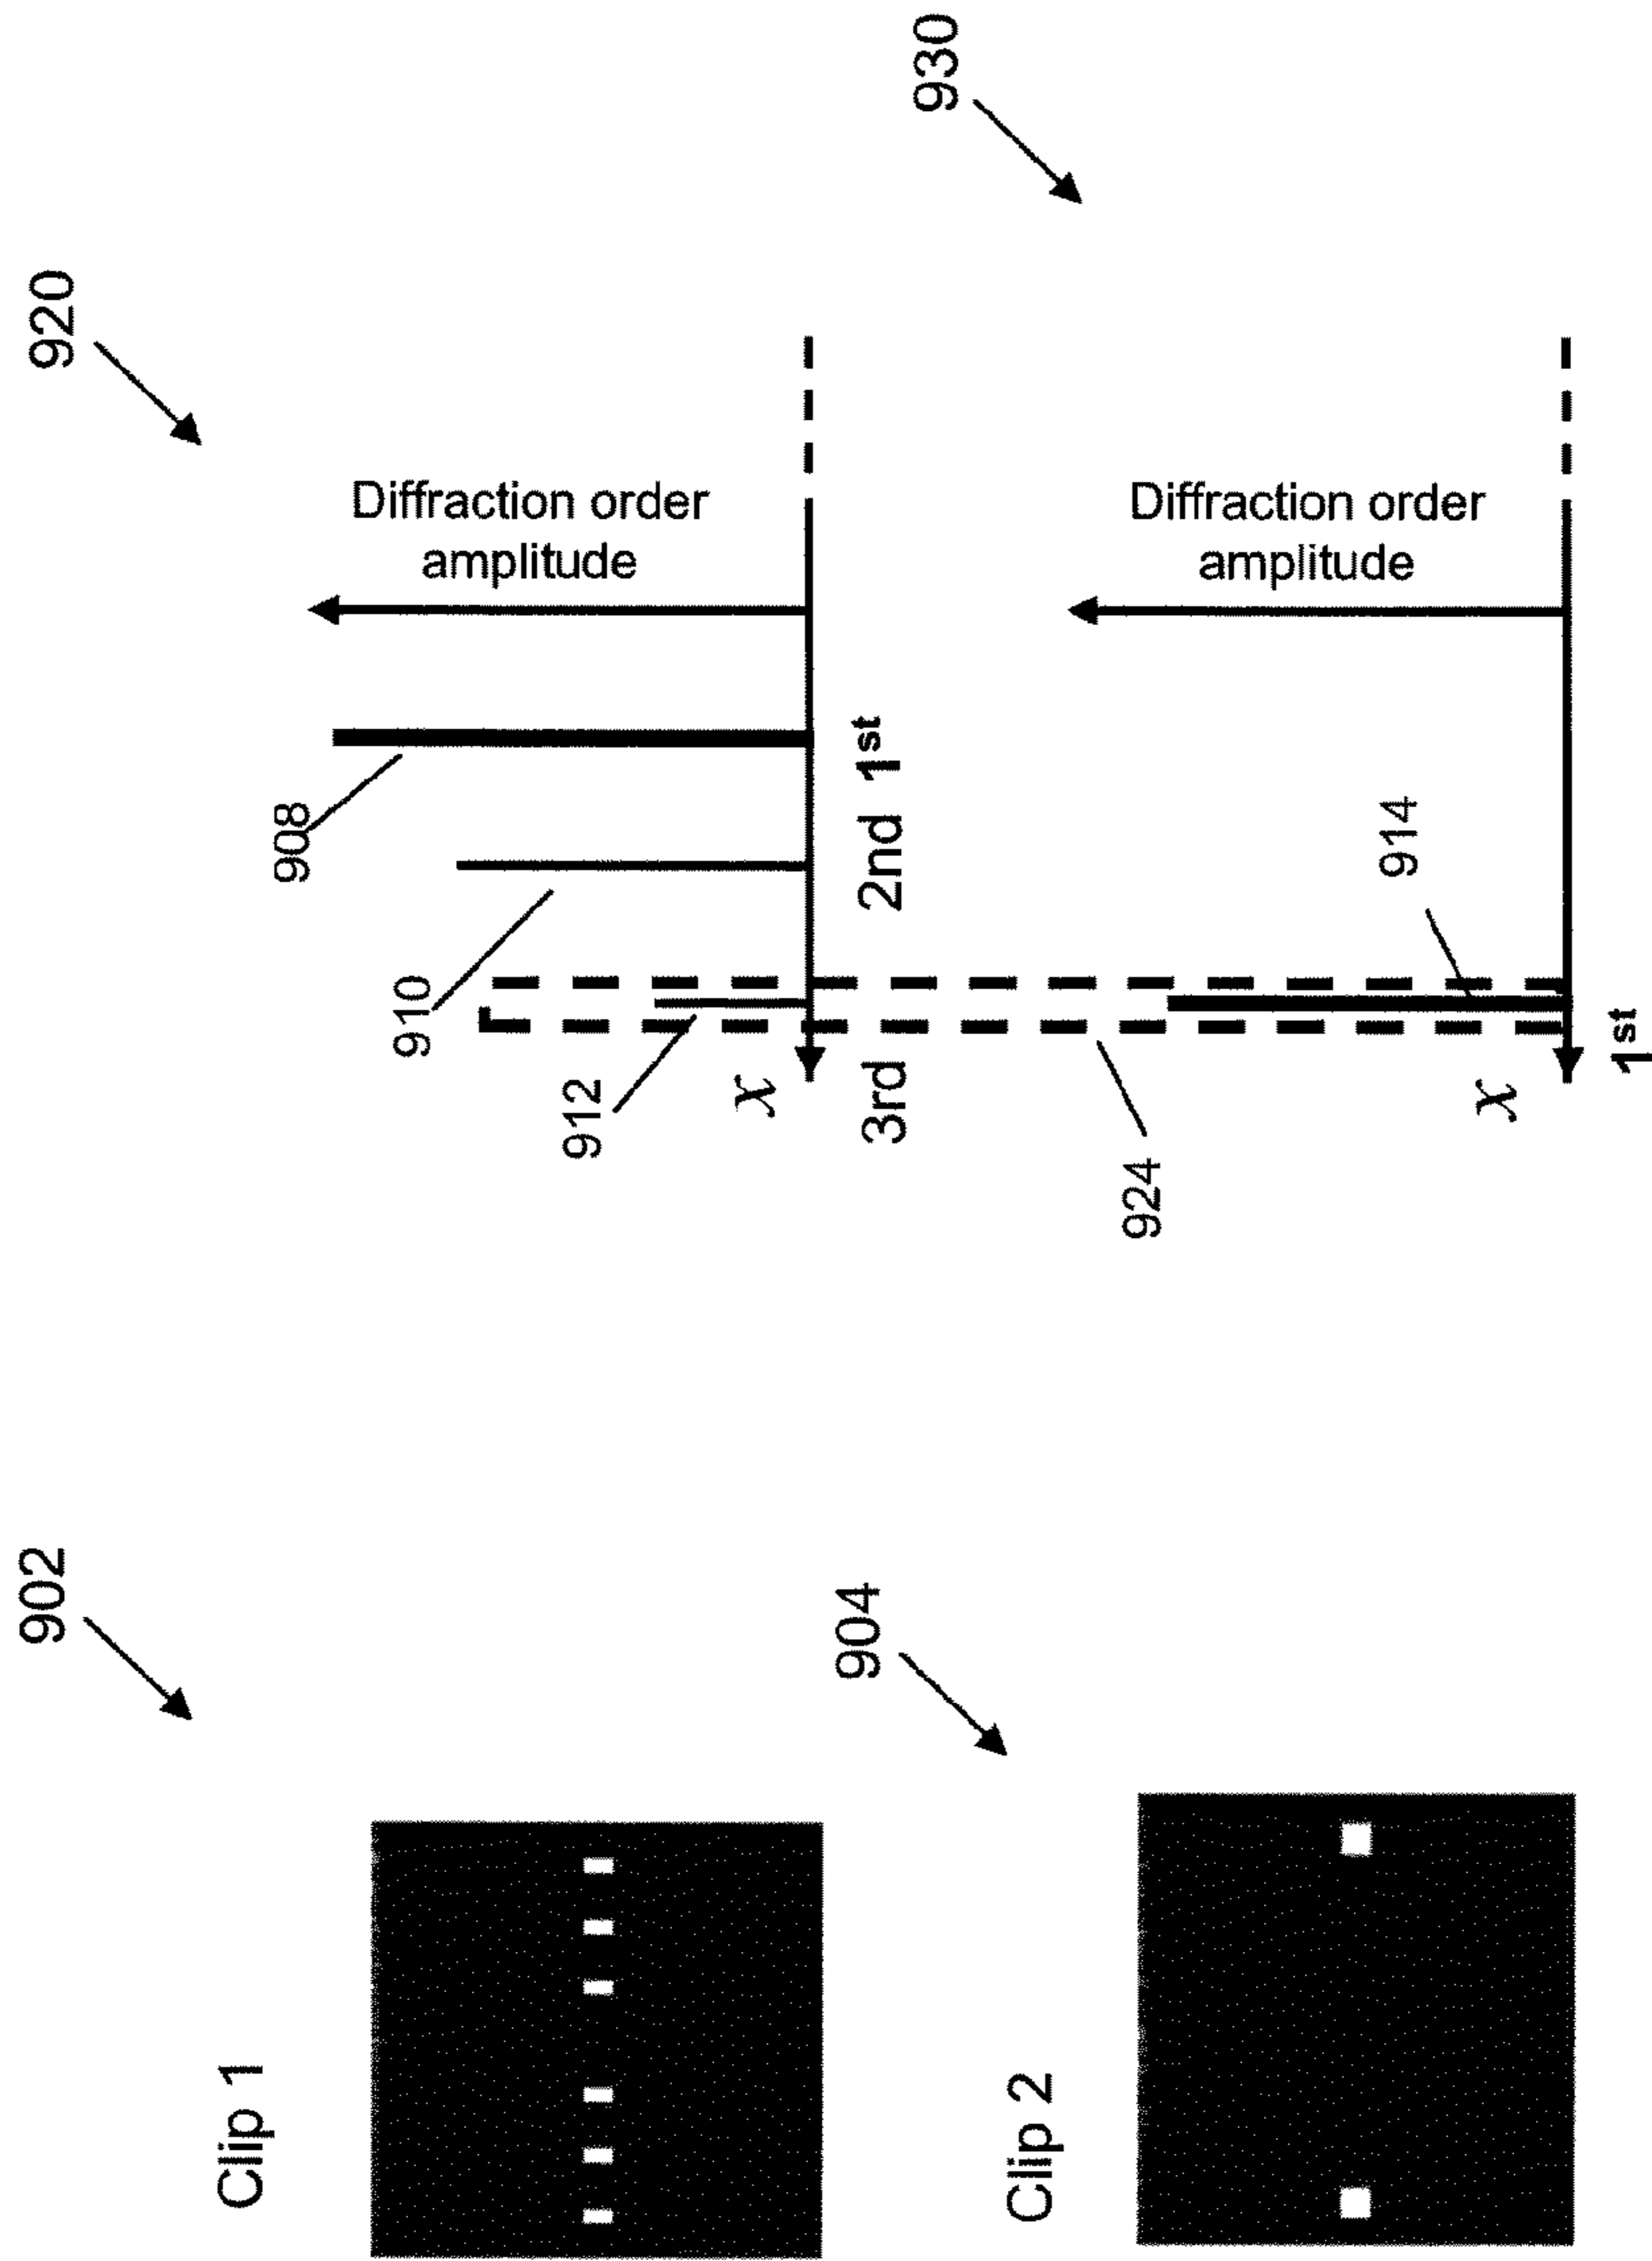 902
Clip 1
904
Clip 2
920
908
910
912
Diffraction order
amplitude
x
3rd 2nd 1st
930
924
914
Diffraction order
amplitude
x
1st